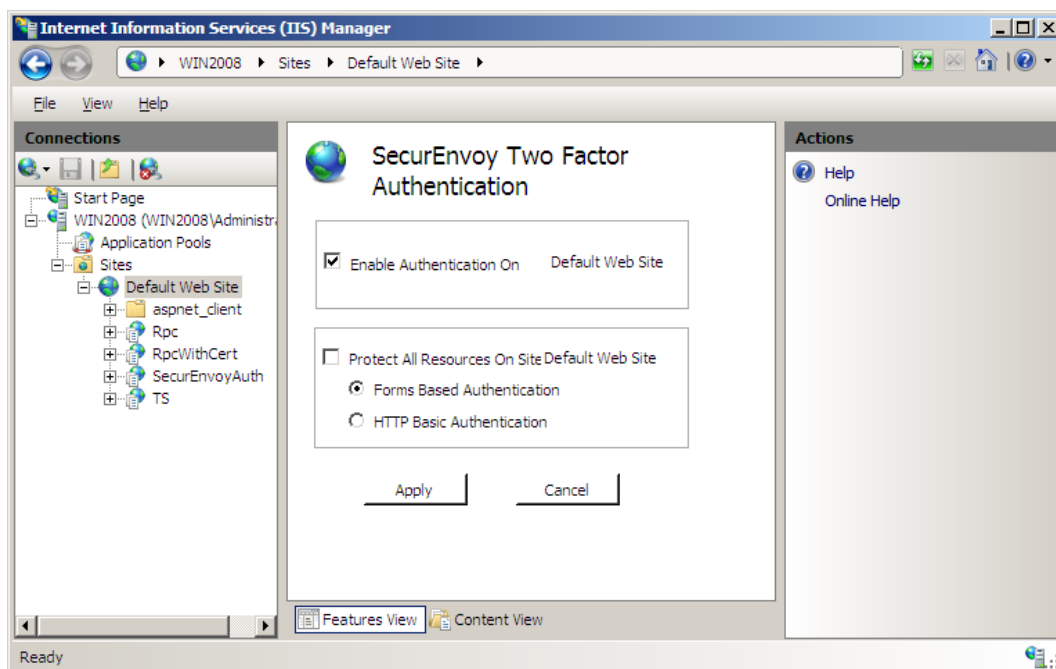 Internet Information Services (IIS) Manager
WIN2008 Sites Default Web Site
File View Help
Connections
Start Page
WIN2008 (WIN2008\Administra
Application Pools
Sites
Default Web Site
aspnet_client
Rpc
RpcWithCert
SecurEnvoyAuth
TS
SecurEnvoy Two Factor
Authentication
Enable Authentication On Default Web Site
Protect All Resources On Site Default Web Site
Forms Based Authentication
HTTP Basic Authentication
Apply Cancel
Features View Content View
Actions
Help
Online Help
Ready